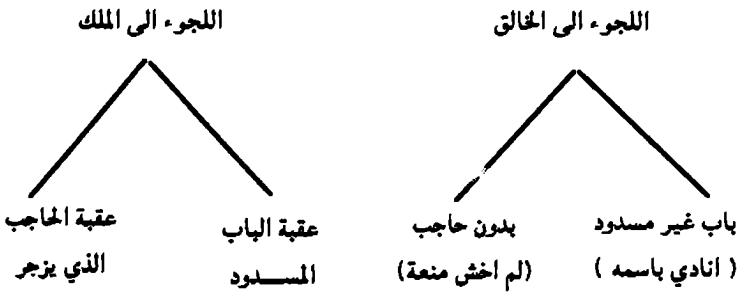 اللجوء الى الخالق
اللجوء الى الملك
باب غير مسدود
( انادي باسمه )
بدون حاجب
(لم اخش منعة)
عقبة الباب
المســـدود
عقبة الحاجب
الذي يزجر